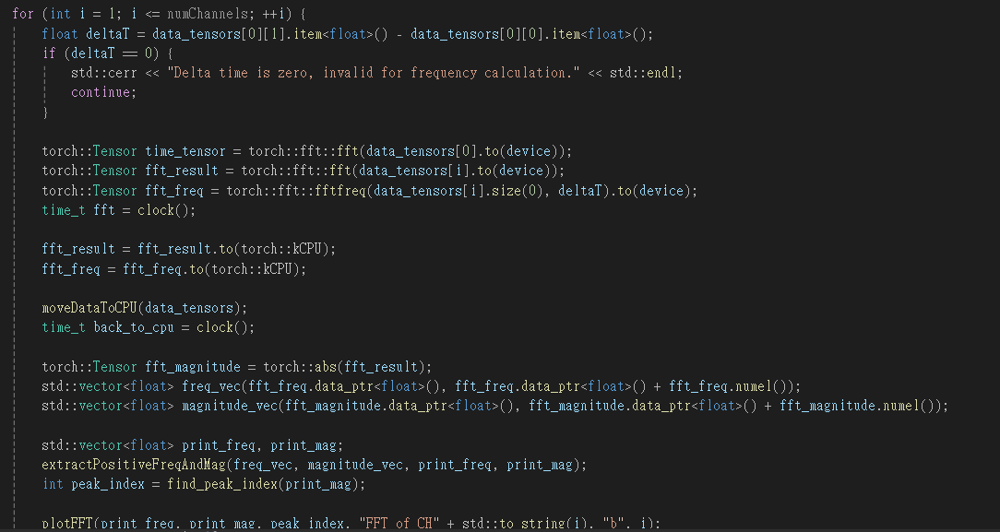 for (int i = 1; i <= numChannels; ++i) {
    float deltaT = data_tensors[0][1].item<float>() - data_tensors[0][0].item<float>();
    if (deltaT == 0) {
        std::cerr << "Delta time is zero, invalid for frequency calculation." << std::endl;
        continue;
    }
    torch::Tensor time_tensor = torch::fft::fft(data_tensors[0].to(device));
    torch::Tensor fft_result = torch::fft::fft(data_tensors[i].to(device));
    torch::Tensor fft_freq = torch::fft::fftfreq(data_tensors[i].size(0), deltaT).to(device);
    time_t fft = clock();
    fft_result = fft_result.to(torch::kCPU);
    fft_freq = fft_freq.to(torch::kCPU);
    moveDataToCPU(data_tensors);
    time_t back_to_cpu = clock();
    torch::Tensor fft_magnitude = torch::abs(fft_result);
    std::vector<float> freq_vec(fft_freq.data_ptr<float>(), fft_freq.data_ptr<float>() + fft_freq.numel());
    std::vector<float> magnitude_vec(fft_magnitude.data_ptr<float>(), fft_magnitude.data_ptr<float>() + fft_magnitude.numel());
    std::vector<float> print_freq, print_mag;
    extractPositiveFreqAndMag(freq_vec, magnitude_vec, print_freq, print_mag);
    int peak_index = find_peak_index(print_mag);
    plotFFT(print_freq, print_mag, peak_index, "FFT of CH" + std::to_string(i), "b", i);